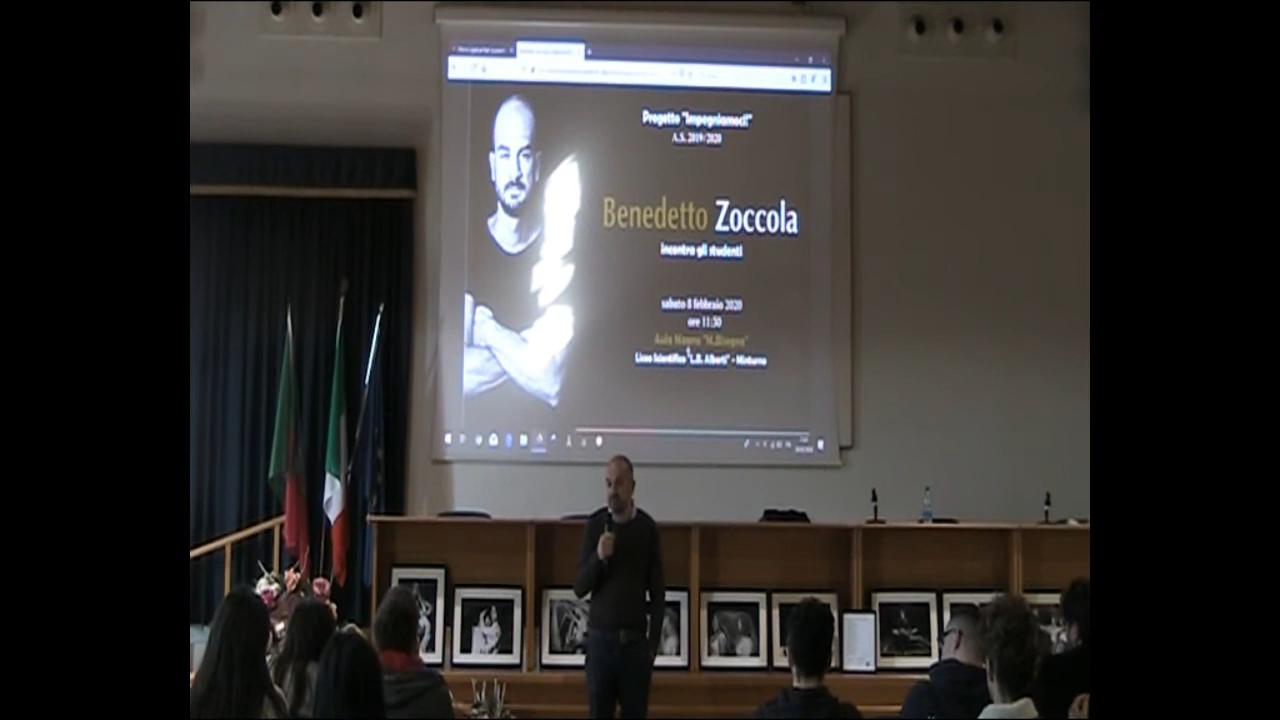 Progetto "Impegniamoci!"
A.S. 2019/2020
Benedetto Zoccola
incontra gli studenti
sabato 8 febbraio 2020
ore 11:30
Aula Magna "M.Bisogno"
Liceo Scientifico "L.B. Alberti" - Minturno